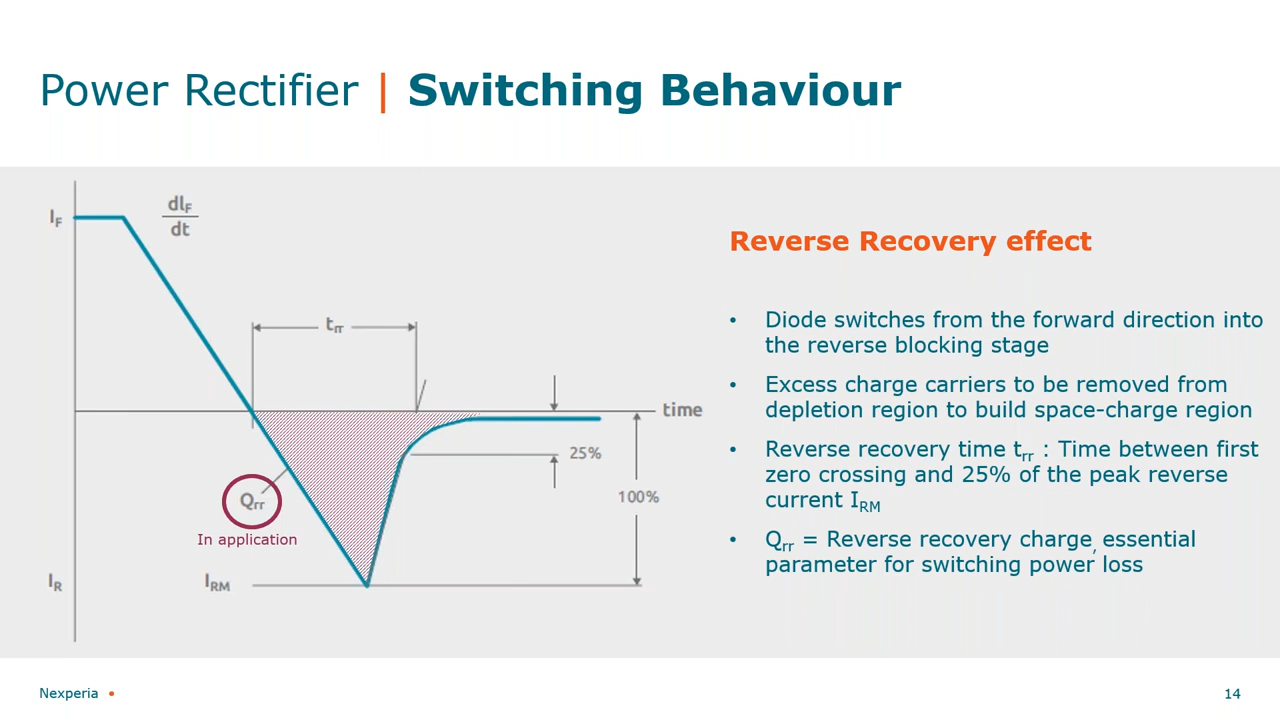 Power Rectifier | Switching Behaviour
I_F
dI_F
dt
t_rr
time
25%
100%
Q_rr
In application
I_R
I_RM
Reverse Recovery effect
• Diode switches from the forward direction into
the reverse blocking stage
• Excess charge carriers to be removed from
depletion region to build space-charge region
• Reverse recovery time t_rr : Time between first
zero crossing and 25% of the peak reverse
current I_RM
• Q_rr = Reverse recovery charge, essential
parameter for switching power loss
Nexperia •
14